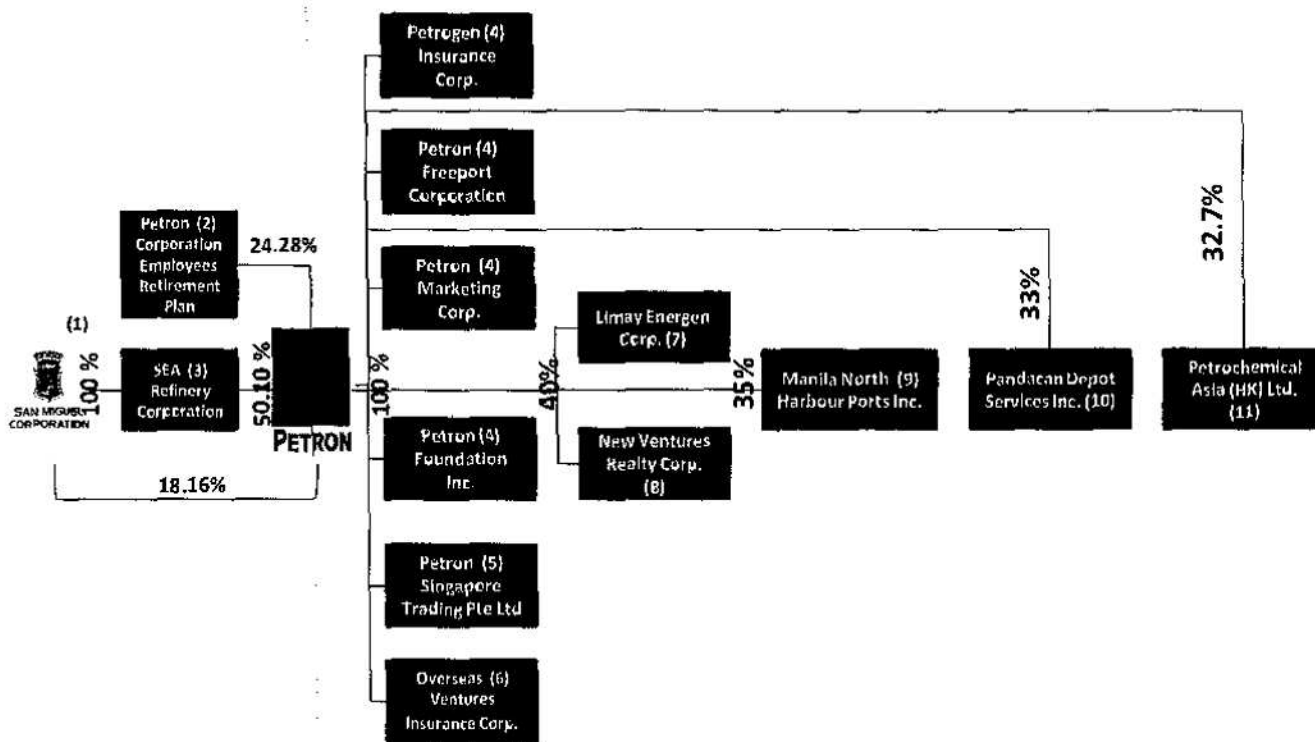 Petrogen (4)
Insurance
Corp.
Petron (4)
Freeport
Corporation
Petron (2)
Corporation
Employees
Retirement
Plan
24.28%
Petron (4)
Marketing
Corp.
(1)
SAN MIGUEL
CORPORATION
100 %
SEA (3)
Refinery
Corporation
50.10 %
PETRON
100 %
18.16%
Limay Energen
Corp. (7)
40%
New Ventures
Realty Corp.
(8)
35%
Manila North (9)
Harbour Ports Inc.
33%
Pandacan Depot
Services Inc. (10)
32.7%
Petrochemical
Asia (HK) Ltd.
(11)
Petron (4)
Foundation
Inc.
Petron (5)
Singapore
Trading Pte Ltd
Overseas (6)
Ventures
Insurance Corp.